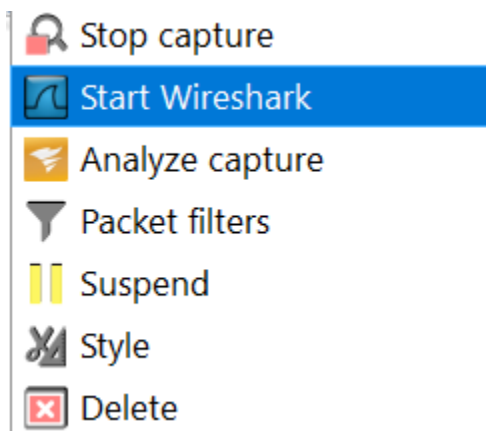 Stop capture
Start Wireshark
Analyze capture
Packet filters
Suspend
Style
Delete